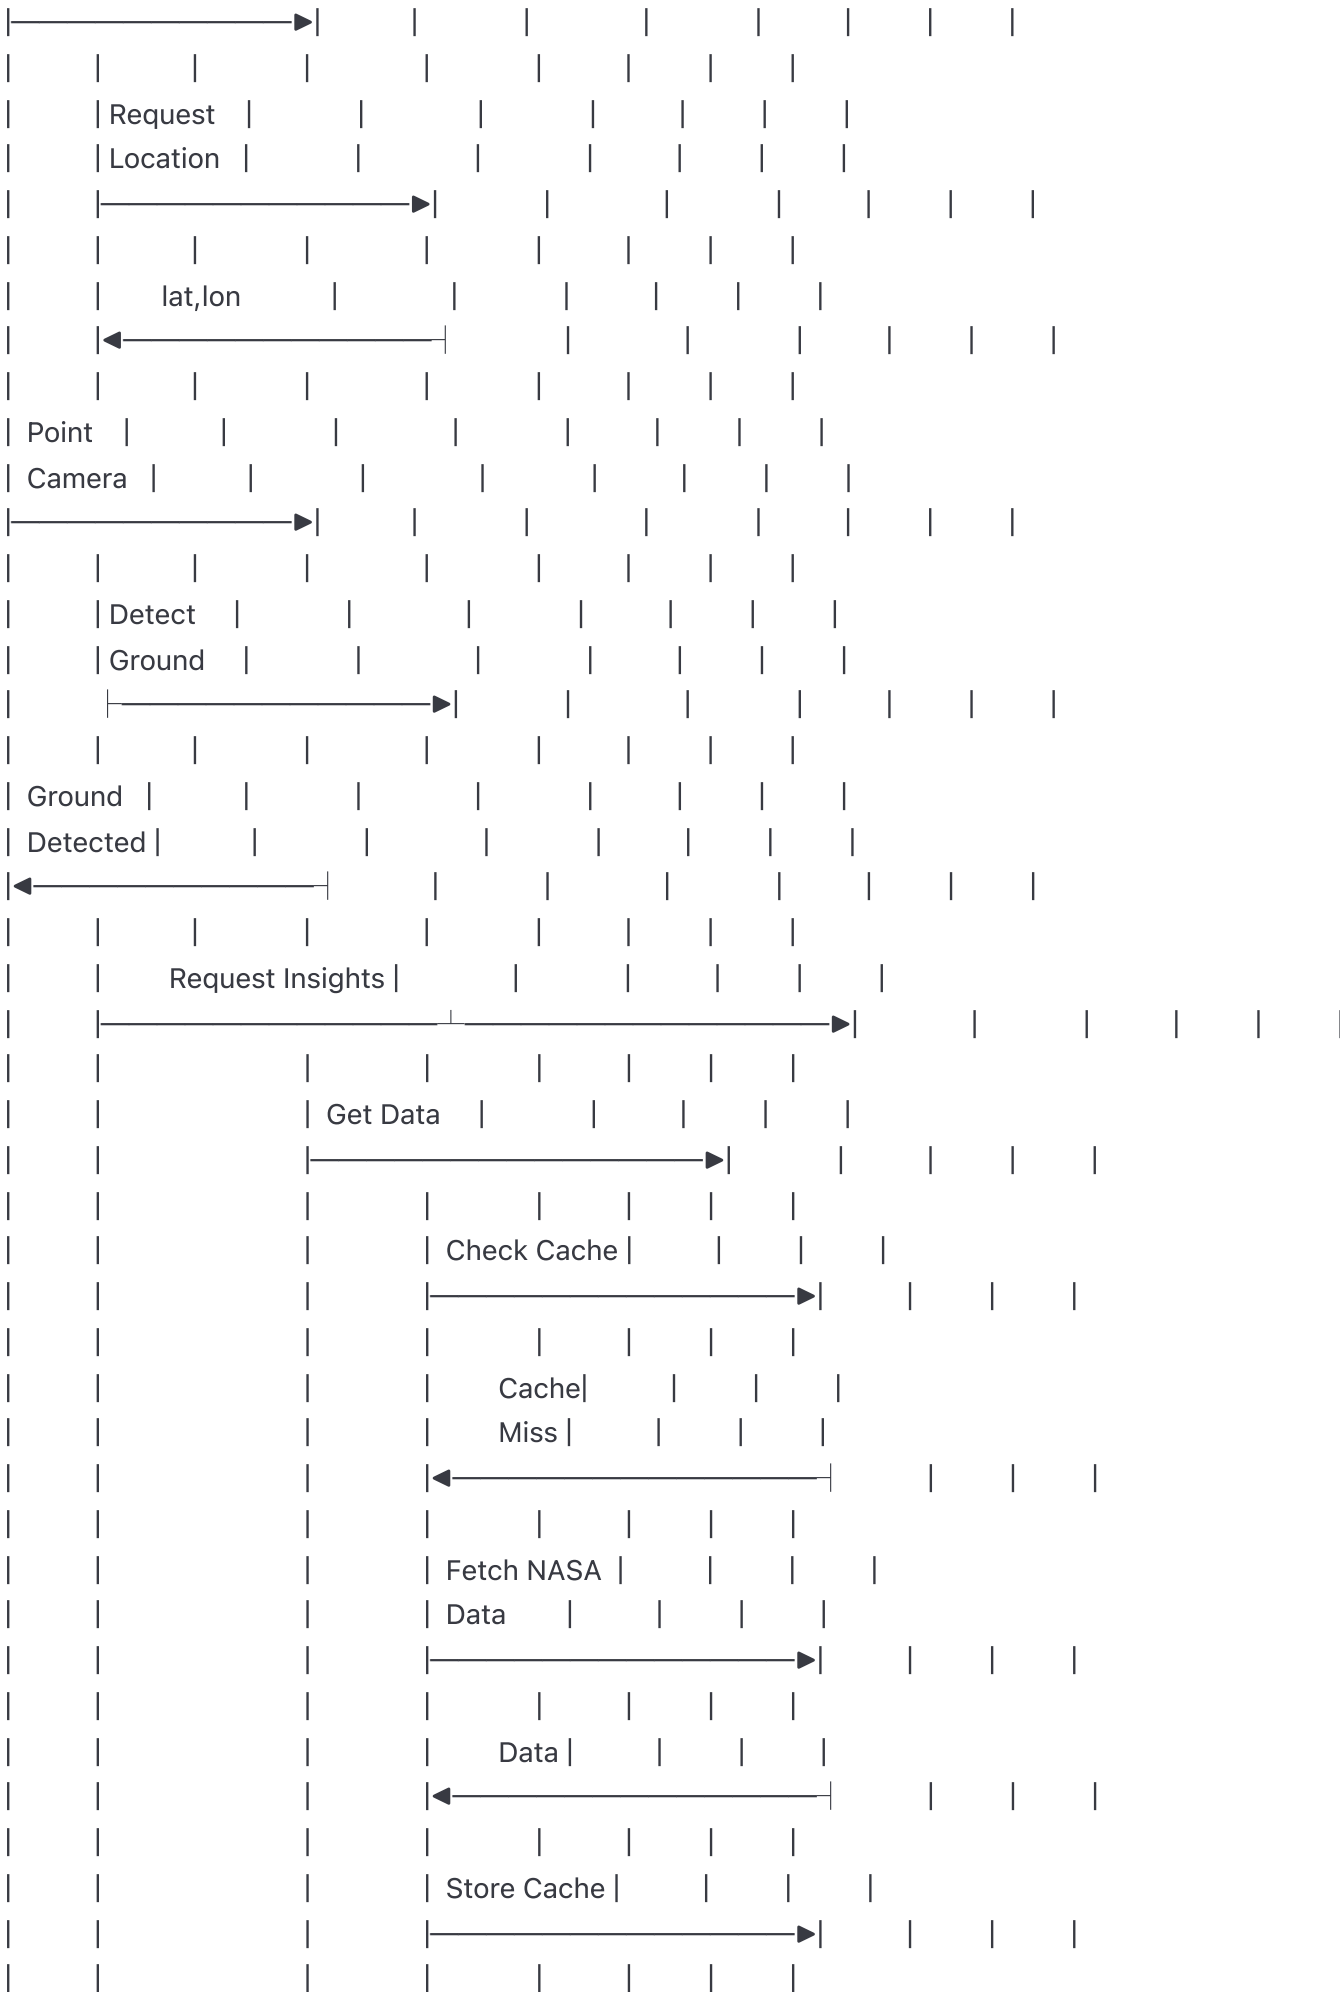 Request
Location
lat,lon
Point
Camera
Detect
Ground
Ground
Detected
Request Insights
Get Data
Check Cache
Cache
Miss
Fetch NASA
Data
Data
Store Cache